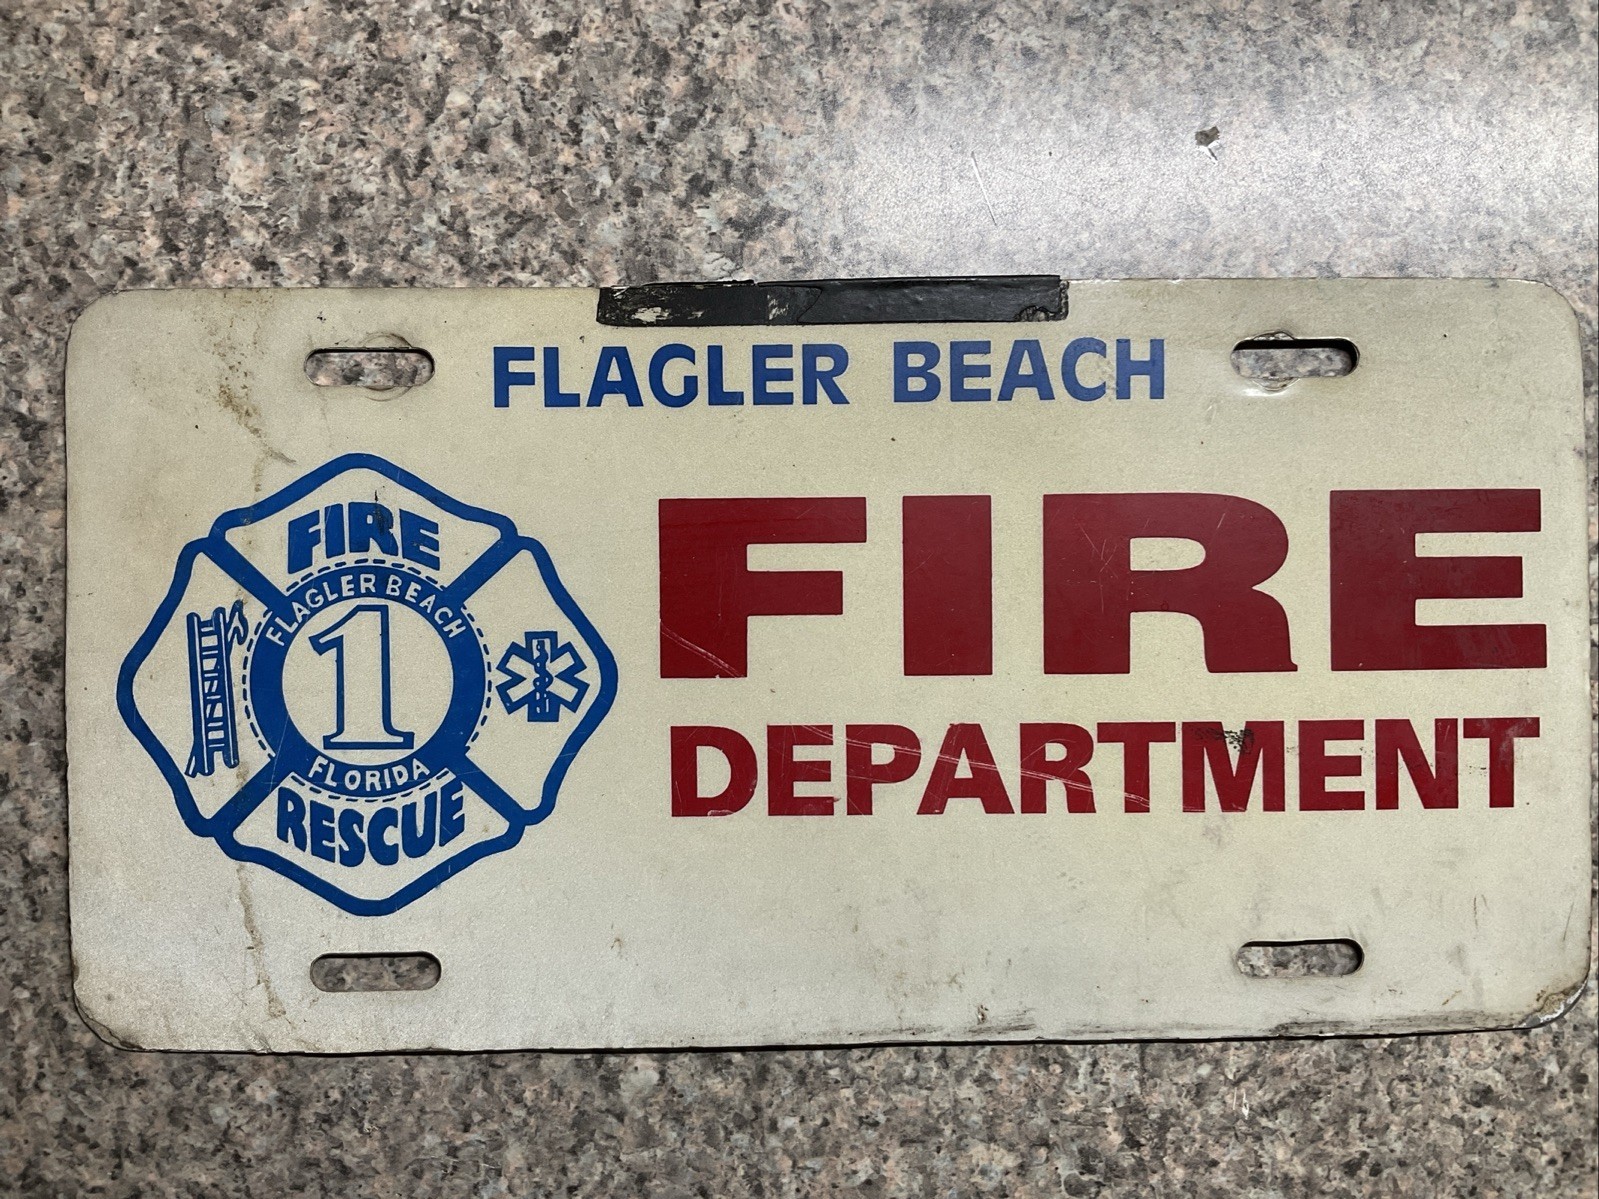 FLAGLER BEACH
FIRE
FLAGLER BEACH
1
FLORIDA
RESCUE
FIRE
DEPARTMENT